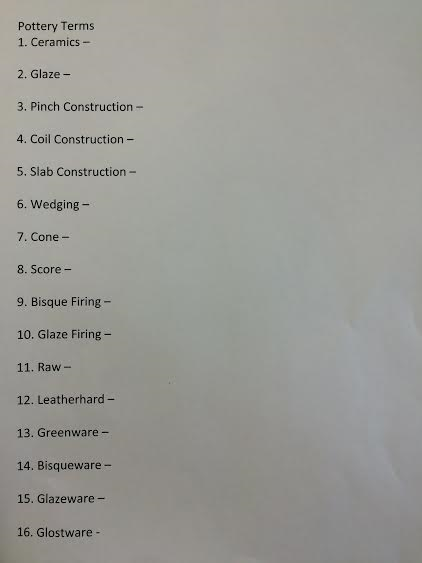 Pottery Terms
1. Ceramics –
2. Glaze –
3. Pinch Construction –
4. Coil Construction –
5. Slab Construction –
6. Wedging –
7. Cone –
8. Score –
9. Bisque Firing –
10. Glaze Firing –
11. Raw –
12. Leatherhard –
13. Greenware –
14. Bisqueware –
15. Glazeware –
16. Glostware -